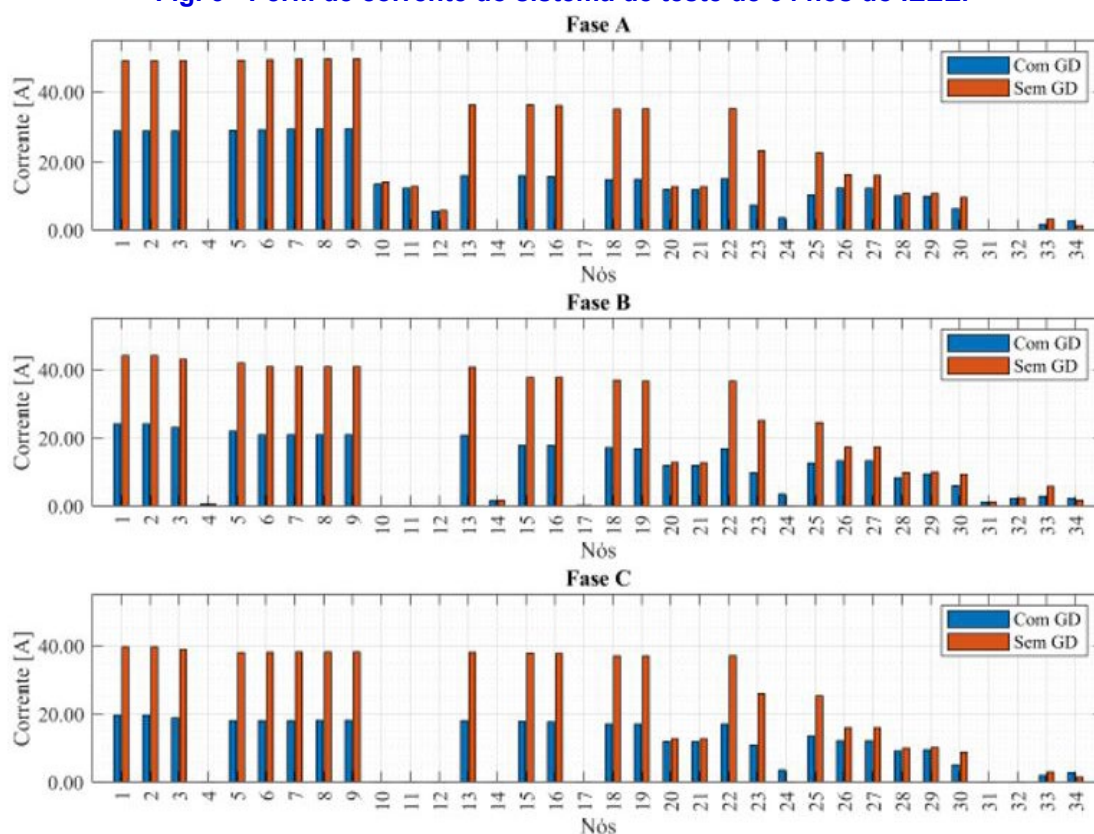 Fase A
Corrente [A]
40.00
20.00
0.00
Com GD
Sem GD
1 2 3 4 5 6 7 8 9 10 11 12 13 14 15 16 17 18 19 20 21 22 23 24 25 26 27 28 29 30 31 32 33 34
Nós
Fase B
Corrente [A]
40.00
20.00
0.00
Com GD
Sem GD
1 2 3 4 5 6 7 8 9 10 11 12 13 14 15 16 17 18 19 20 21 22 23 24 25 26 27 28 29 30 31 32 33 34
Nós
Fase C
Corrente [A]
40.00
20.00
0.00
Com GD
Sem GD
1 2 3 4 5 6 7 8 9 10 11 12 13 14 15 16 17 18 19 20 21 22 23 24 25 26 27 28 29 30 31 32 33 34
Nós